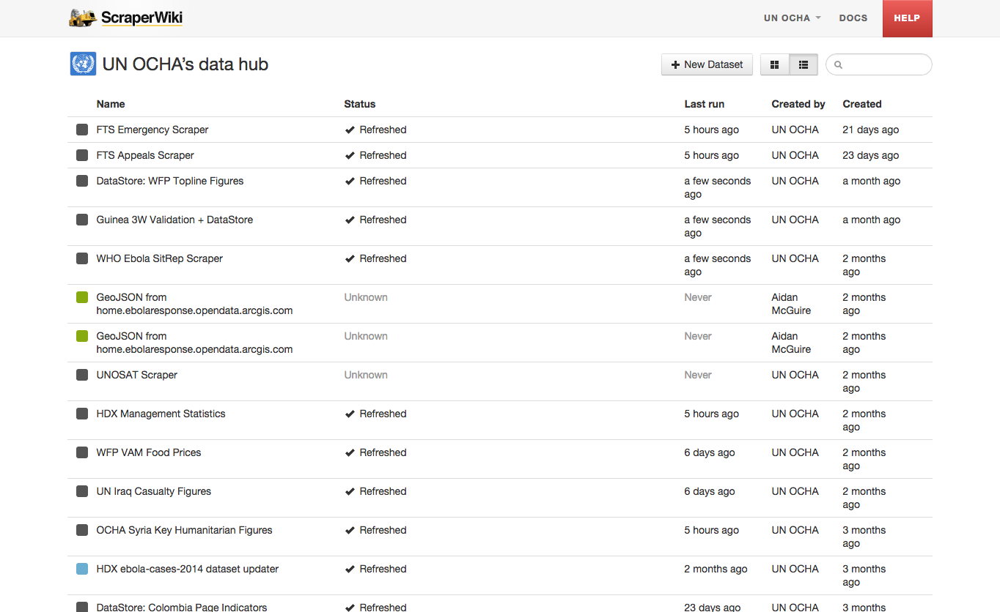 ScraperWiki
UN OCHA
DOCS
HELP
UN OCHA’s data hub
New Dataset
Name Status Last run Created by Created
FTS Emergency Scraper Refreshed 5 hours ago UN OCHA 21 days ago
FTS Appeals Scraper Refreshed 5 hours ago UN OCHA 23 days ago
DataStore: WFP Topline Figures Refreshed a few seconds UN OCHA a month ago
ago
Guinea 3W Validation + DataStore Refreshed a few seconds UN OCHA a month ago
ago
WHO Ebola SitRep Scraper Refreshed a few seconds UN OCHA 2 months
ago ago
GeoJSON from Unknown Never Aidan 2 months
home.ebolaresponse.opendata.arcgis.com McGuire ago
GeoJSON from Unknown Never Aidan 2 months
home.ebolaresponse.opendata.arcgis.com McGuire ago
UNOSAT Scraper Unknown Never UN OCHA 2 months
ago
HDX Management Statistics Refreshed 5 hours ago UN OCHA 2 months
ago
WFP VAM Food Prices Refreshed 6 days ago UN OCHA 2 months
ago
UN Iraq Casualty Figures Refreshed 6 days ago UN OCHA 2 months
ago
OCHA Syria Key Humanitarian Figures Refreshed 5 hours ago UN OCHA 3 months
ago
HDX ebola-cases-2014 dataset updater Refreshed 2 months ago UN OCHA 3 months
ago
DataStore: Colombia Page Indicators Refreshed 23 days ago UN OCHA 3 months